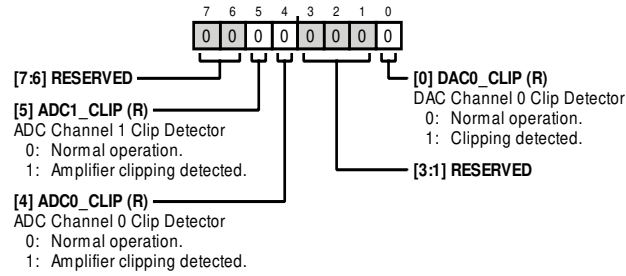 7 6 5 4 3 2 1 0
0 0 0 0 0 0 0 0
[7:6] RESERVED
[5] ADC1_CLIP (R)
ADC Channel 1 Clip Detector
0: Normal operation.
1: Amplifier clipping detected.
[4] ADC0_CLIP (R)
ADC Channel 0 Clip Detector
0: Normal operation.
1: Amplifier clipping detected.
[0] DAC0_CLIP (R)
DAC Channel 0 Clip Detector
0: Normal operation.
1: Clipping detected.
[3:1] RESERVED